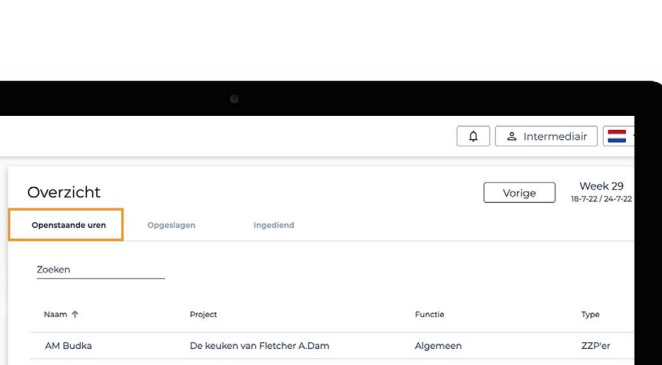 Intermediair
Overzicht
Vorige
Week 29
18-7-22 / 24-7-22
Openstaande uren
Opgeslagen
Ingediend
Zoeken
Naam ↑
Project
Functie
Type
AM Budka
De keuken van Fletcher A.Dam
Algemeen
ZZP'er